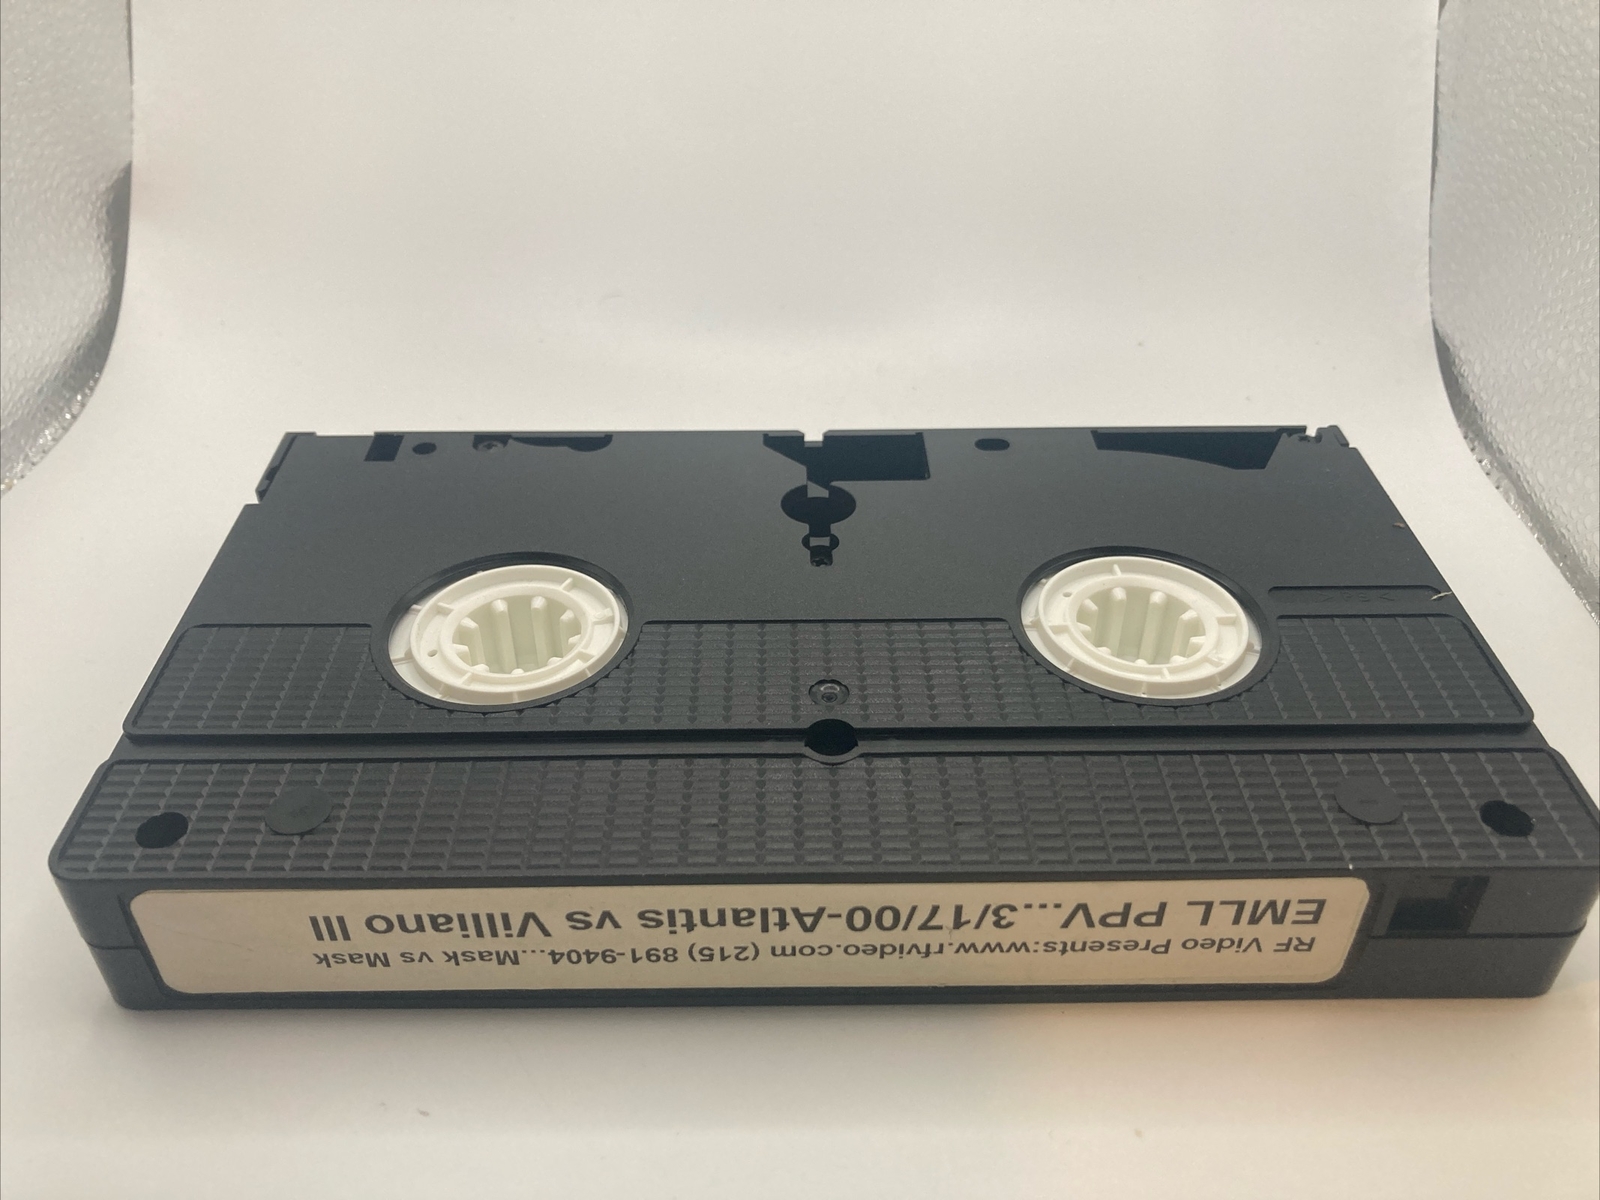 RF Video Presents:www.rfvideo.com (215) 891-9404...Mask vs Mask
EMLL PPV...3/17/00-Atlantis vs Villiano III